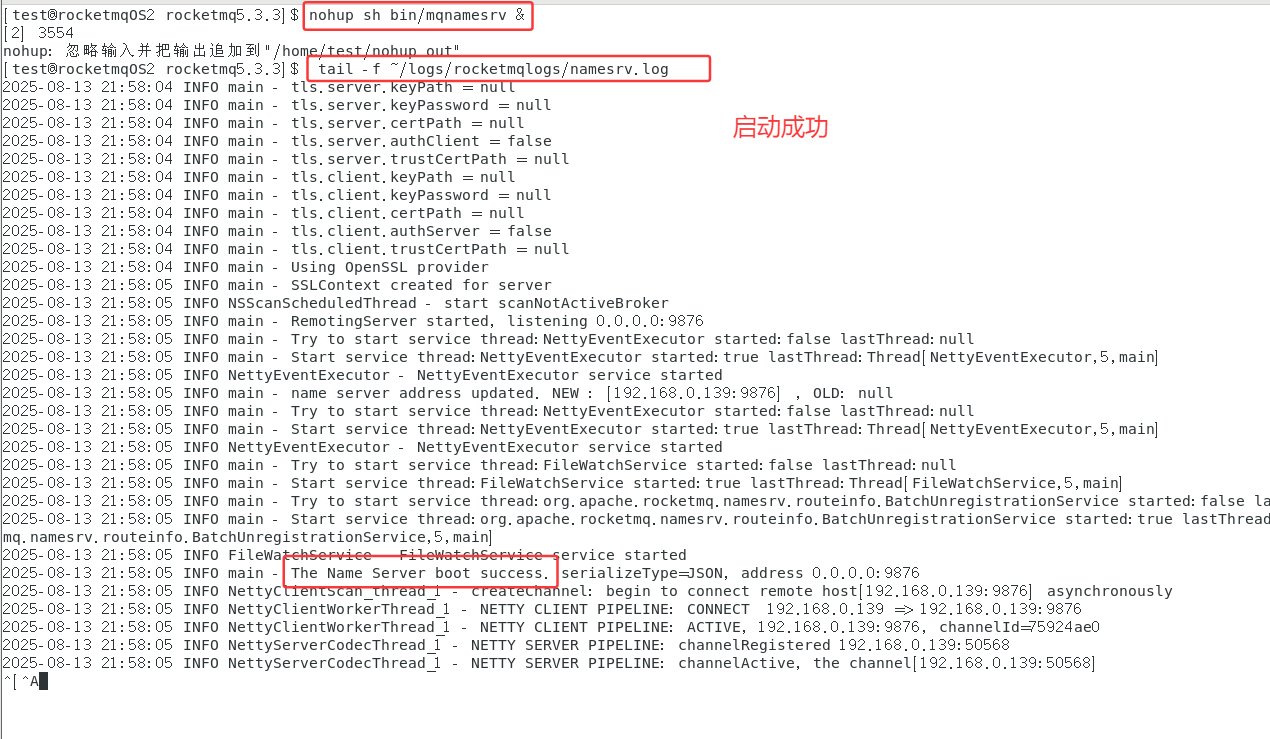 [test@rocketmqOS2 rocketmq5.3.3]$ nohup sh bin/mqnamesrv &
[2] 3554
nohup: 忽略输入并把输出追加到"/home/test/nohup.out"
[test@rocketmqOS2 rocketmq5.3.3]$ tail -f ~/logs/rocketmqlogs/namesrv.log
2025-08-13 21:58:04 INFO main - tls.server.keyPath = null
2025-08-13 21:58:04 INFO main - tls.server.keyPassword = null
2025-08-13 21:58:04 INFO main - tls.server.certPath = null
启动成功
2025-08-13 21:58:04 INFO main - tls.server.authClient = false
2025-08-13 21:58:04 INFO main - tls.server.trustCertPath = null
2025-08-13 21:58:04 INFO main - tls.client.keyPath = null
2025-08-13 21:58:04 INFO main - tls.client.keyPassword = null
2025-08-13 21:58:04 INFO main - tls.client.certPath = null
2025-08-13 21:58:04 INFO main - tls.client.authServer = false
2025-08-13 21:58:04 INFO main - tls.client.trustCertPath = null
2025-08-13 21:58:04 INFO main - Using OpenSSL provider
2025-08-13 21:58:05 INFO main - SSLContext created for server
2025-08-13 21:58:05 INFO NSScanScheduledThread - start scanNotActiveBroker
2025-08-13 21:58:05 INFO main - RemotingServer started, listening 0.0.0.0:9876
2025-08-13 21:58:05 INFO main - Try to start service thread:NettyEventExecutor started:false lastThread:null
2025-08-13 21:58:05 INFO main - Start service thread:NettyEventExecutor started:true lastThread:Thread[NettyEventExecutor,5,main]
2025-08-13 21:58:05 INFO NettyEventExecutor - NettyEventExecutor service started
2025-08-13 21:58:05 INFO main - name server address updated. NEW : [192.168.0.139:9876] , OLD: null
2025-08-13 21:58:05 INFO main - Try to start service thread:NettyEventExecutor started:false lastThread:null
2025-08-13 21:58:05 INFO main - Start service thread:NettyEventExecutor started:true lastThread:Thread[NettyEventExecutor,5,main]
2025-08-13 21:58:05 INFO NettyEventExecutor - NettyEventExecutor service started
2025-08-13 21:58:05 INFO main - Try to start service thread:FileWatchService started:false lastThread:null
2025-08-13 21:58:05 INFO main - Start service thread:FileWatchService started:true lastThread:Thread[FileWatchService,5,main]
2025-08-13 21:58:05 INFO main - Try to start service thread:org.apache.rocketmq.namesrv.routeinfo.BatchUnregistrationService started:false la
2025-08-13 21:58:05 INFO main - Start service thread:org.apache.rocketmq.namesrv.routeinfo.BatchUnregistrationService started:true lastThread
mq.namesrv.routeinfo.BatchUnregistrationService,5,main]
2025-08-13 21:58:05 INFO FileWatchService - FileWatchService service started
2025-08-13 21:58:05 INFO main - The Name Server boot success. serializeType=JSON, address 0.0.0.0:9876
2025-08-13 21:58:05 INFO NettyClientScan_thread_1 - createChannel: begin to connect remote host[192.168.0.139:9876] asynchronously
2025-08-13 21:58:05 INFO NettyClientWorkerThread_1 - NETTY CLIENT PIPELINE: CONNECT  192.168.0.139 => 192.168.0.139:9876
2025-08-13 21:58:05 INFO NettyClientWorkerThread_1 - NETTY CLIENT PIPELINE: ACTIVE, 192.168.0.139:9876, channelId=75924ae0
2025-08-13 21:58:05 INFO NettyServerCodecThread_1 - NETTY SERVER PIPELINE: channelRegistered 192.168.0.139:50568
2025-08-13 21:58:05 INFO NettyServerCodecThread_1 - NETTY SERVER PIPELINE: channelActive, the channel[192.168.0.139:50568]
^[^A